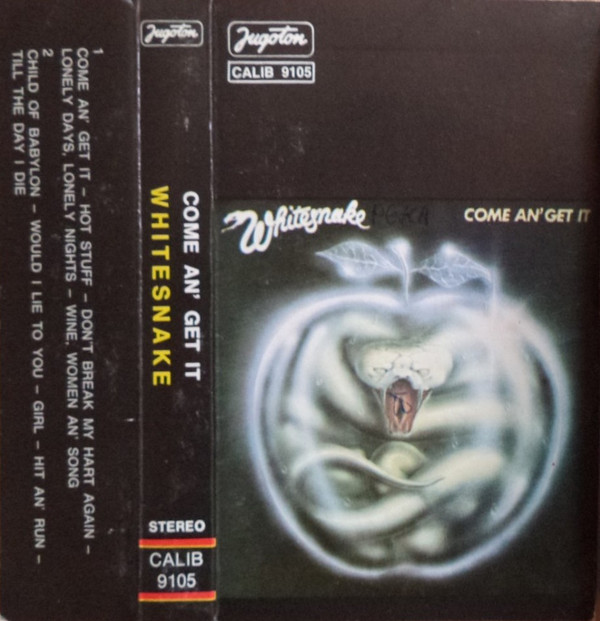 1
COME AN' GET IT – HOT STUFF – DON'T BREAK MY HART AGAIN –
LONELY DAYS, LONELY NIGHTS – WINE, WOMEN AN' SONG
2
CHILD OF BABYLON – WOULD I LIE TO YOU – GIRL – HIT AN' RUN –
TILL THE DAY I DIE
Jugoton
COME AN' GET IT
WHITESNAKE
STEREO
CALIB
9105
Jugoton
CALIB 9105
Whitesnake
COME AN' GET IT